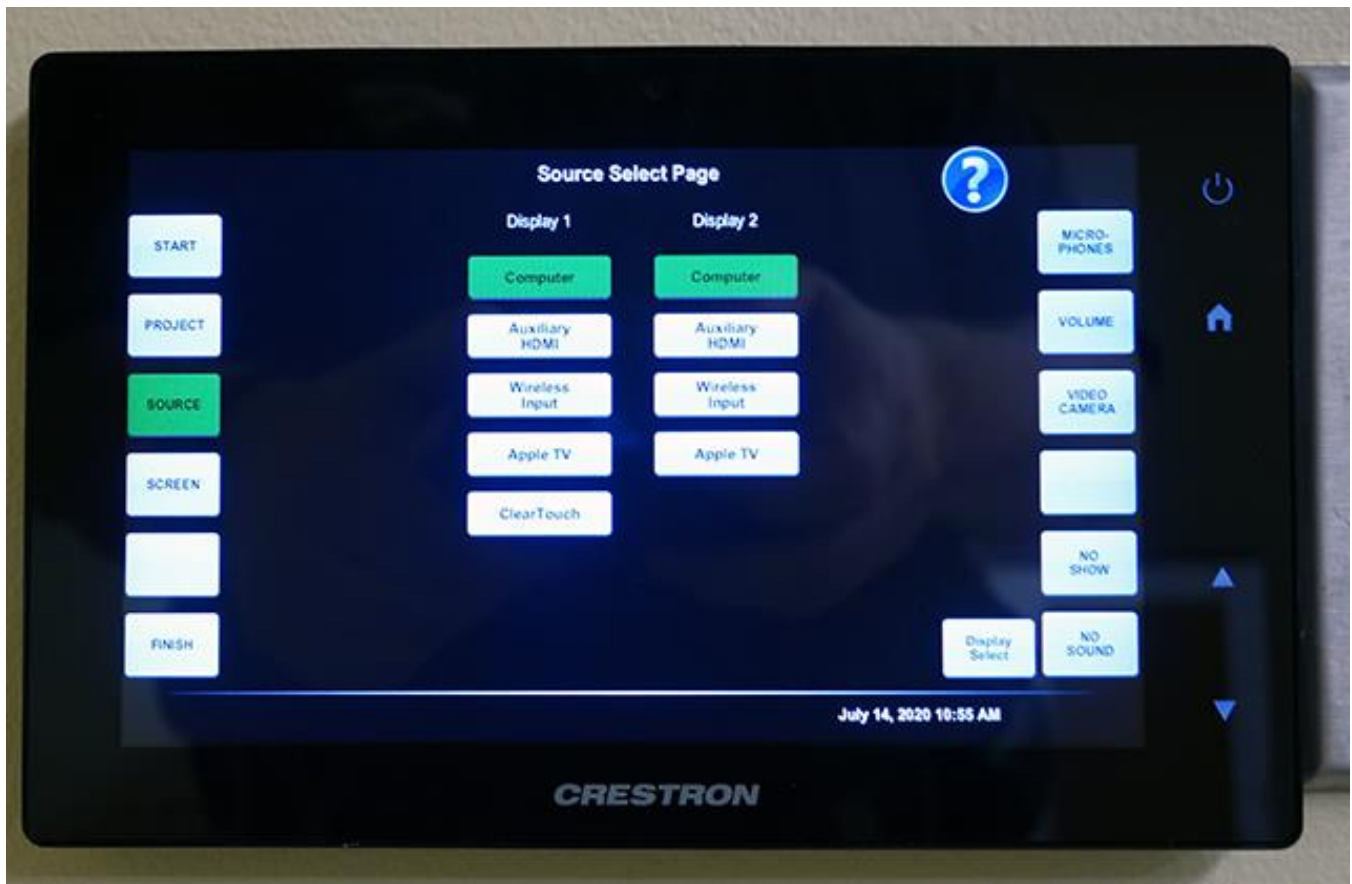 Source Select Page
Display 1
Display 2
START
PROJECT
SOURCE
SCREEN
FINISH
Computer
Auxiliary
HDMI
Wireless
Input
Apple TV
ClearTouch
Computer
Auxiliary
HDMI
Wireless
Input
Apple TV
?
MICRO-
PHONES
VOLUME
VIDEO
CAMERA
NO
SHOW
Display
Select
NO
SOUND
July 14, 2020 10:55 AM
CRESTRON